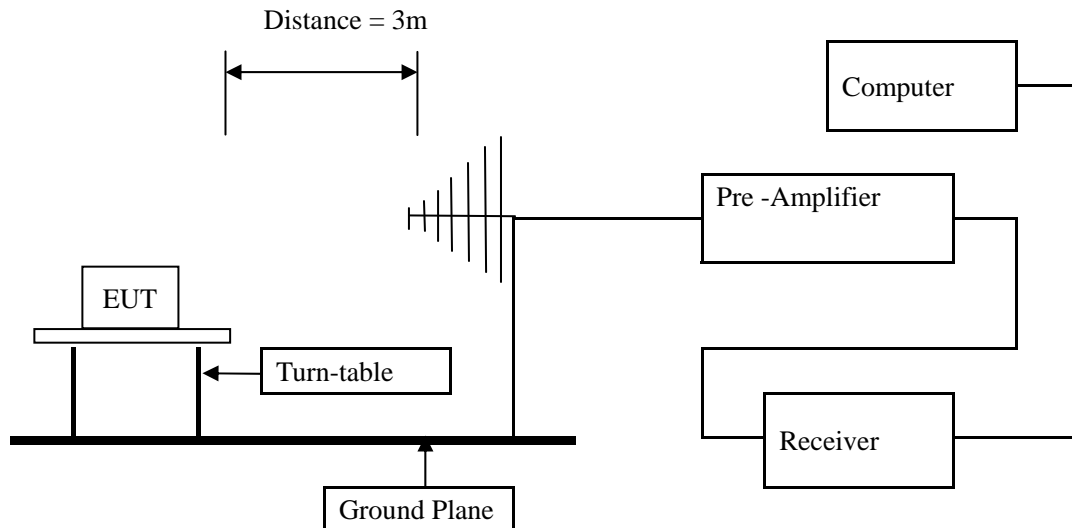 Distance = 3m
Computer
Pre -Amplifier
EUT
Turn-table
Receiver
Ground Plane